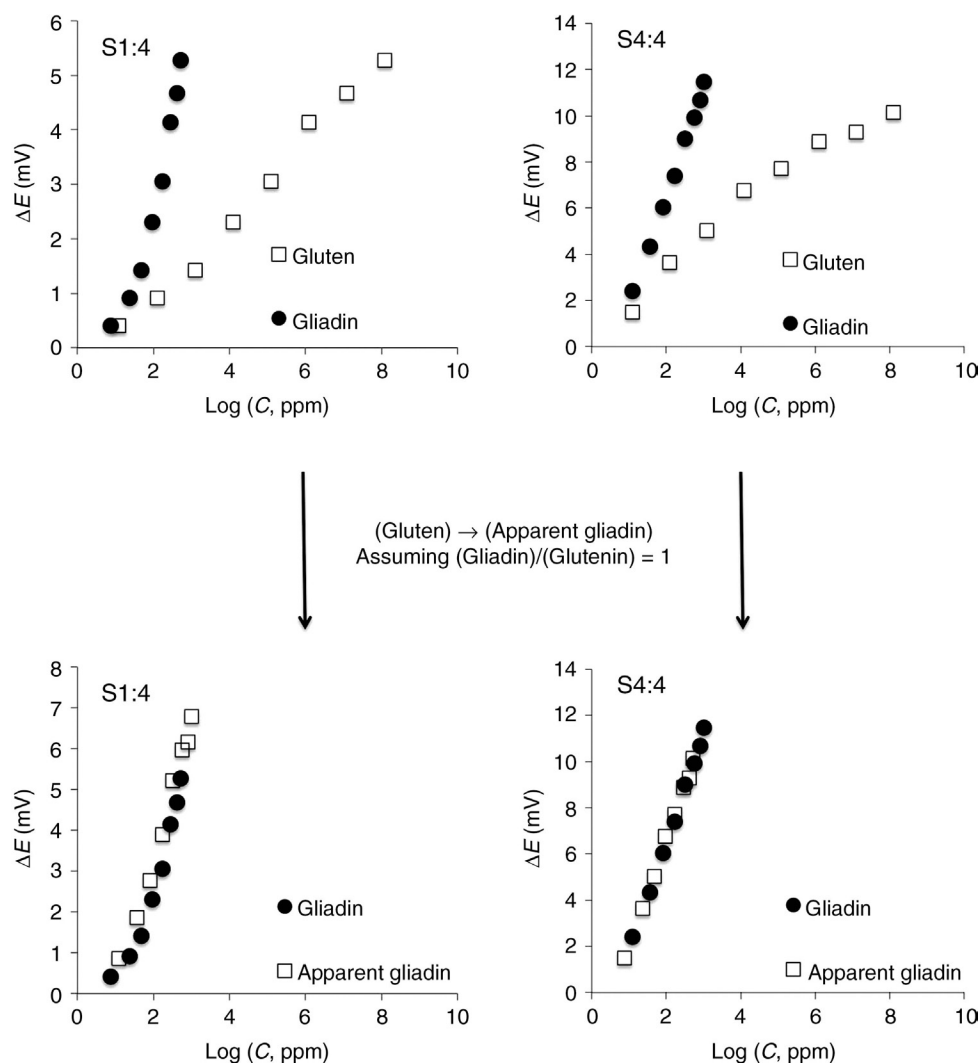 S1:4
6
5
4
3
2
1
0
ΔE (mV)
Gluten
Gliadin
0 2 4 6 8 10
Log (C, ppm)
S4:4
14
12
10
8
6
4
2
0
ΔE (mV)
Gluten
Gliadin
0 2 4 6 8 10
Log (C, ppm)
(Gluten) → (Apparent gliadin)
Assuming (Gliadin)/(Glutenin) = 1
S1:4
8
7
6
5
4
3
2
1
0
ΔE (mV)
Gliadin
Apparent gliadin
0 2 4 6 8 10
Log (C, ppm)
S4:4
14
12
10
8
6
4
2
0
ΔE (mV)
Gliadin
Apparent gliadin
0 2 4 6 8 10
Log (C, ppm)